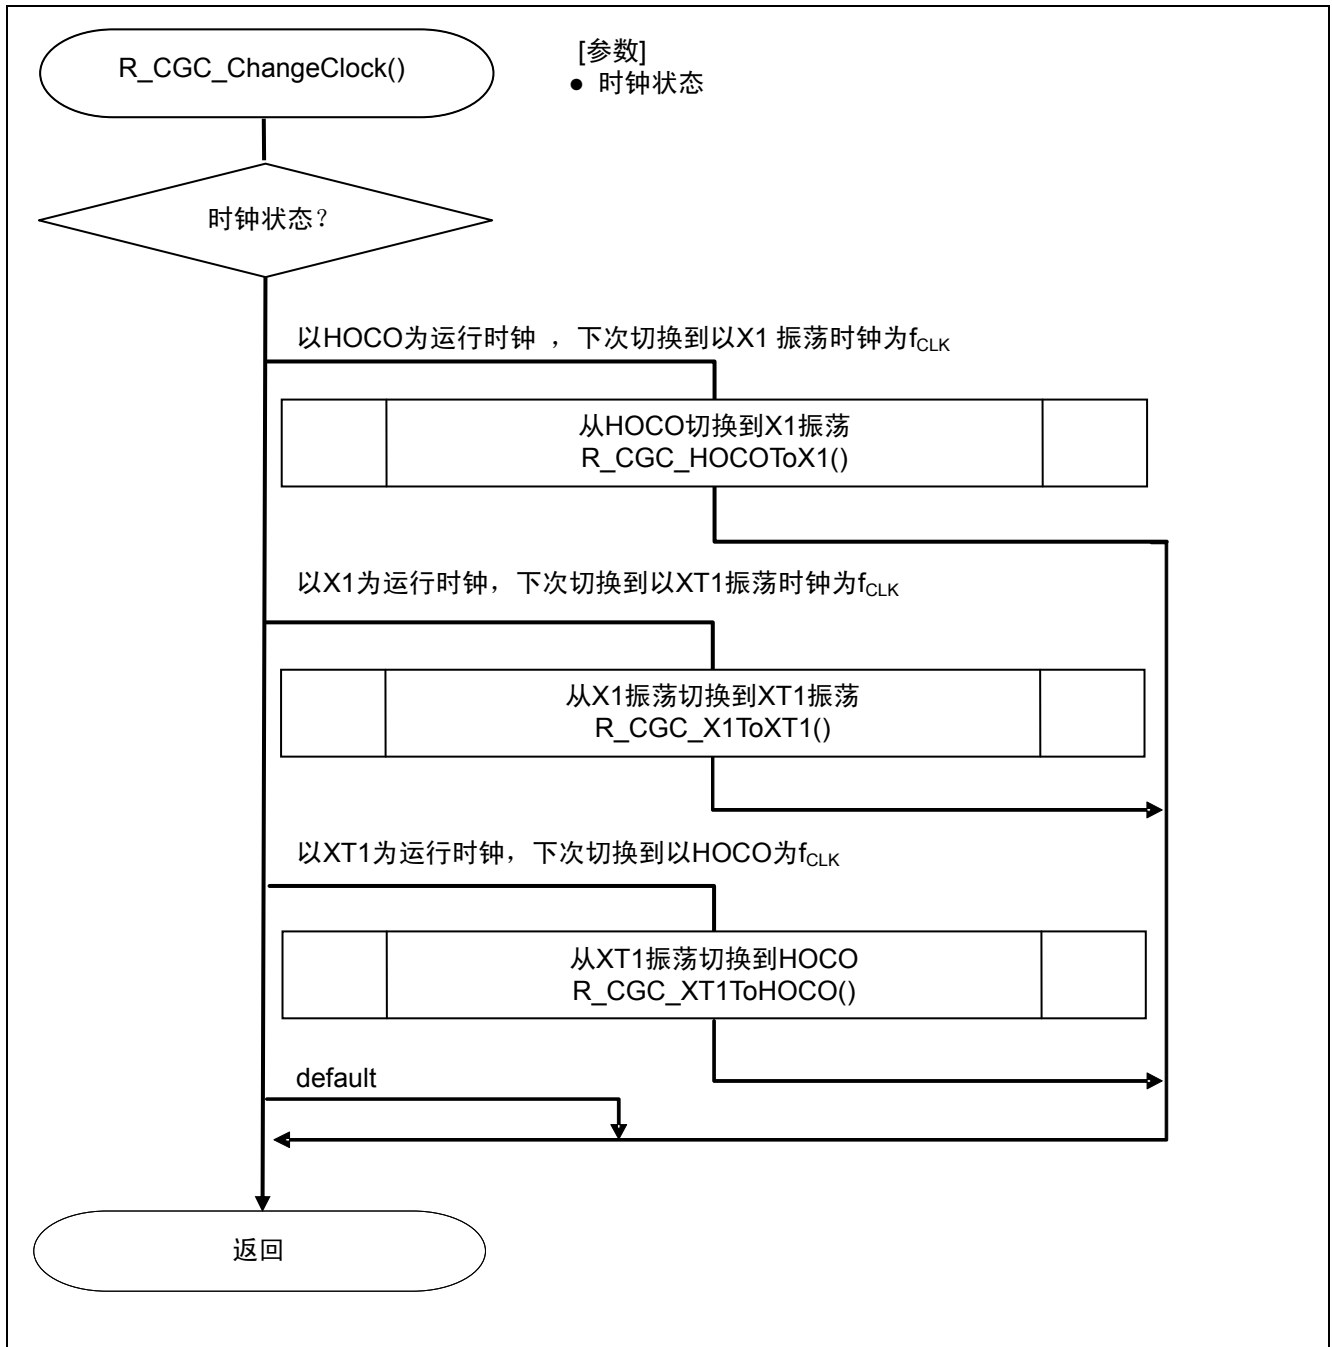 R_CGC_ChangeClock()
[参数]
● 时钟状态
时钟状态？
以HOCO为运行时钟 ，下次切换到以X1 振荡时钟为fCLK
从HOCO切换到X1振荡
R_CGC_HOCOToX1()
以X1为运行时钟，下次切换到以XT1振荡时钟为fCLK
从X1振荡切换到XT1振荡
R_CGC_X1ToXT1()
以XT1为运行时钟，下次切换到以HOCO为fCLK
从XT1振荡切换到HOCO
R_CGC_XT1ToHOCO()
default
返回